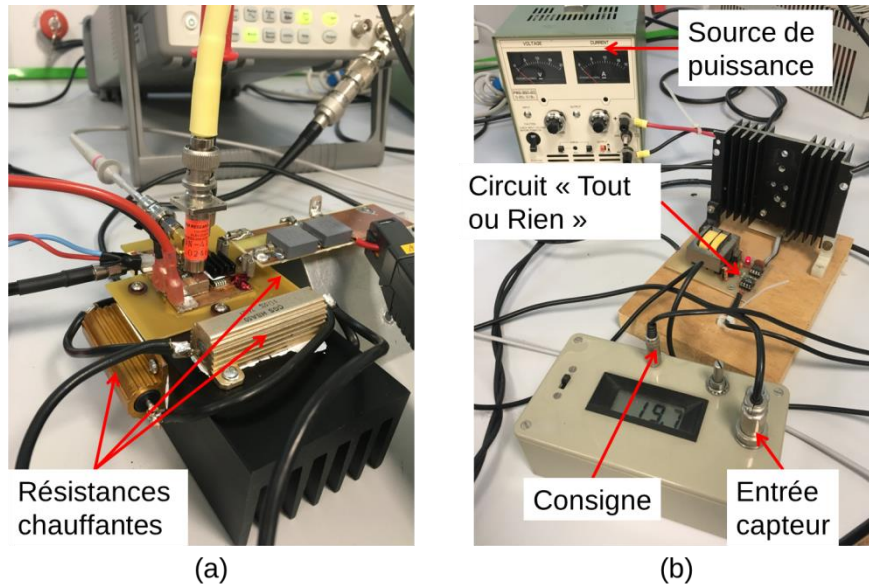 Résistances
chauffantes
(a)
Source de
puissance
VOLTAGE
CURRENT
Circuit « Tout
ou Rien »
19.7
Consigne
Entrée
capteur
(b)